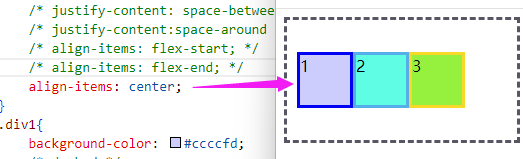 /* justify-content: space-betwee
/* justify-content:space-around
/* align-items: flex-start; */
/* align-items: flex-end; */
align-items: center;
}
.div1{
background-color: #ccccfd;
1 2 3